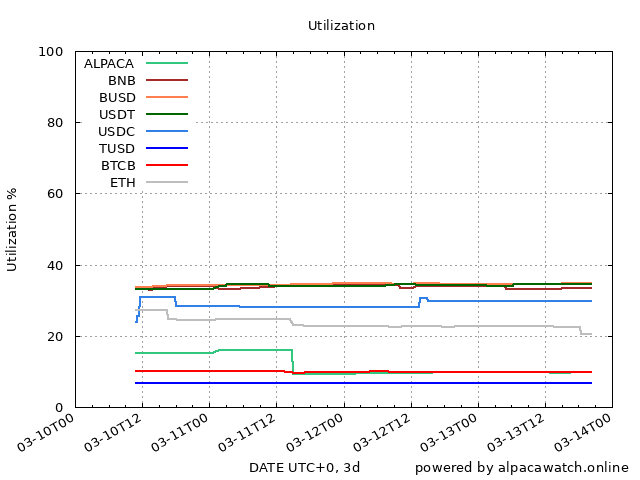 Utilization
100
80
60
40
20
0
Utilization %
ALPACA
BNB
BUSD
USDT
USDC
TUSD
BTCB
ETH
03-10T00
03-10T12
03-11T00
03-11T12
03-12T00
03-12T12
03-13T00
03-13T12
03-14T00
DATE UTC+0, 3d
powered by alpacawatch.online